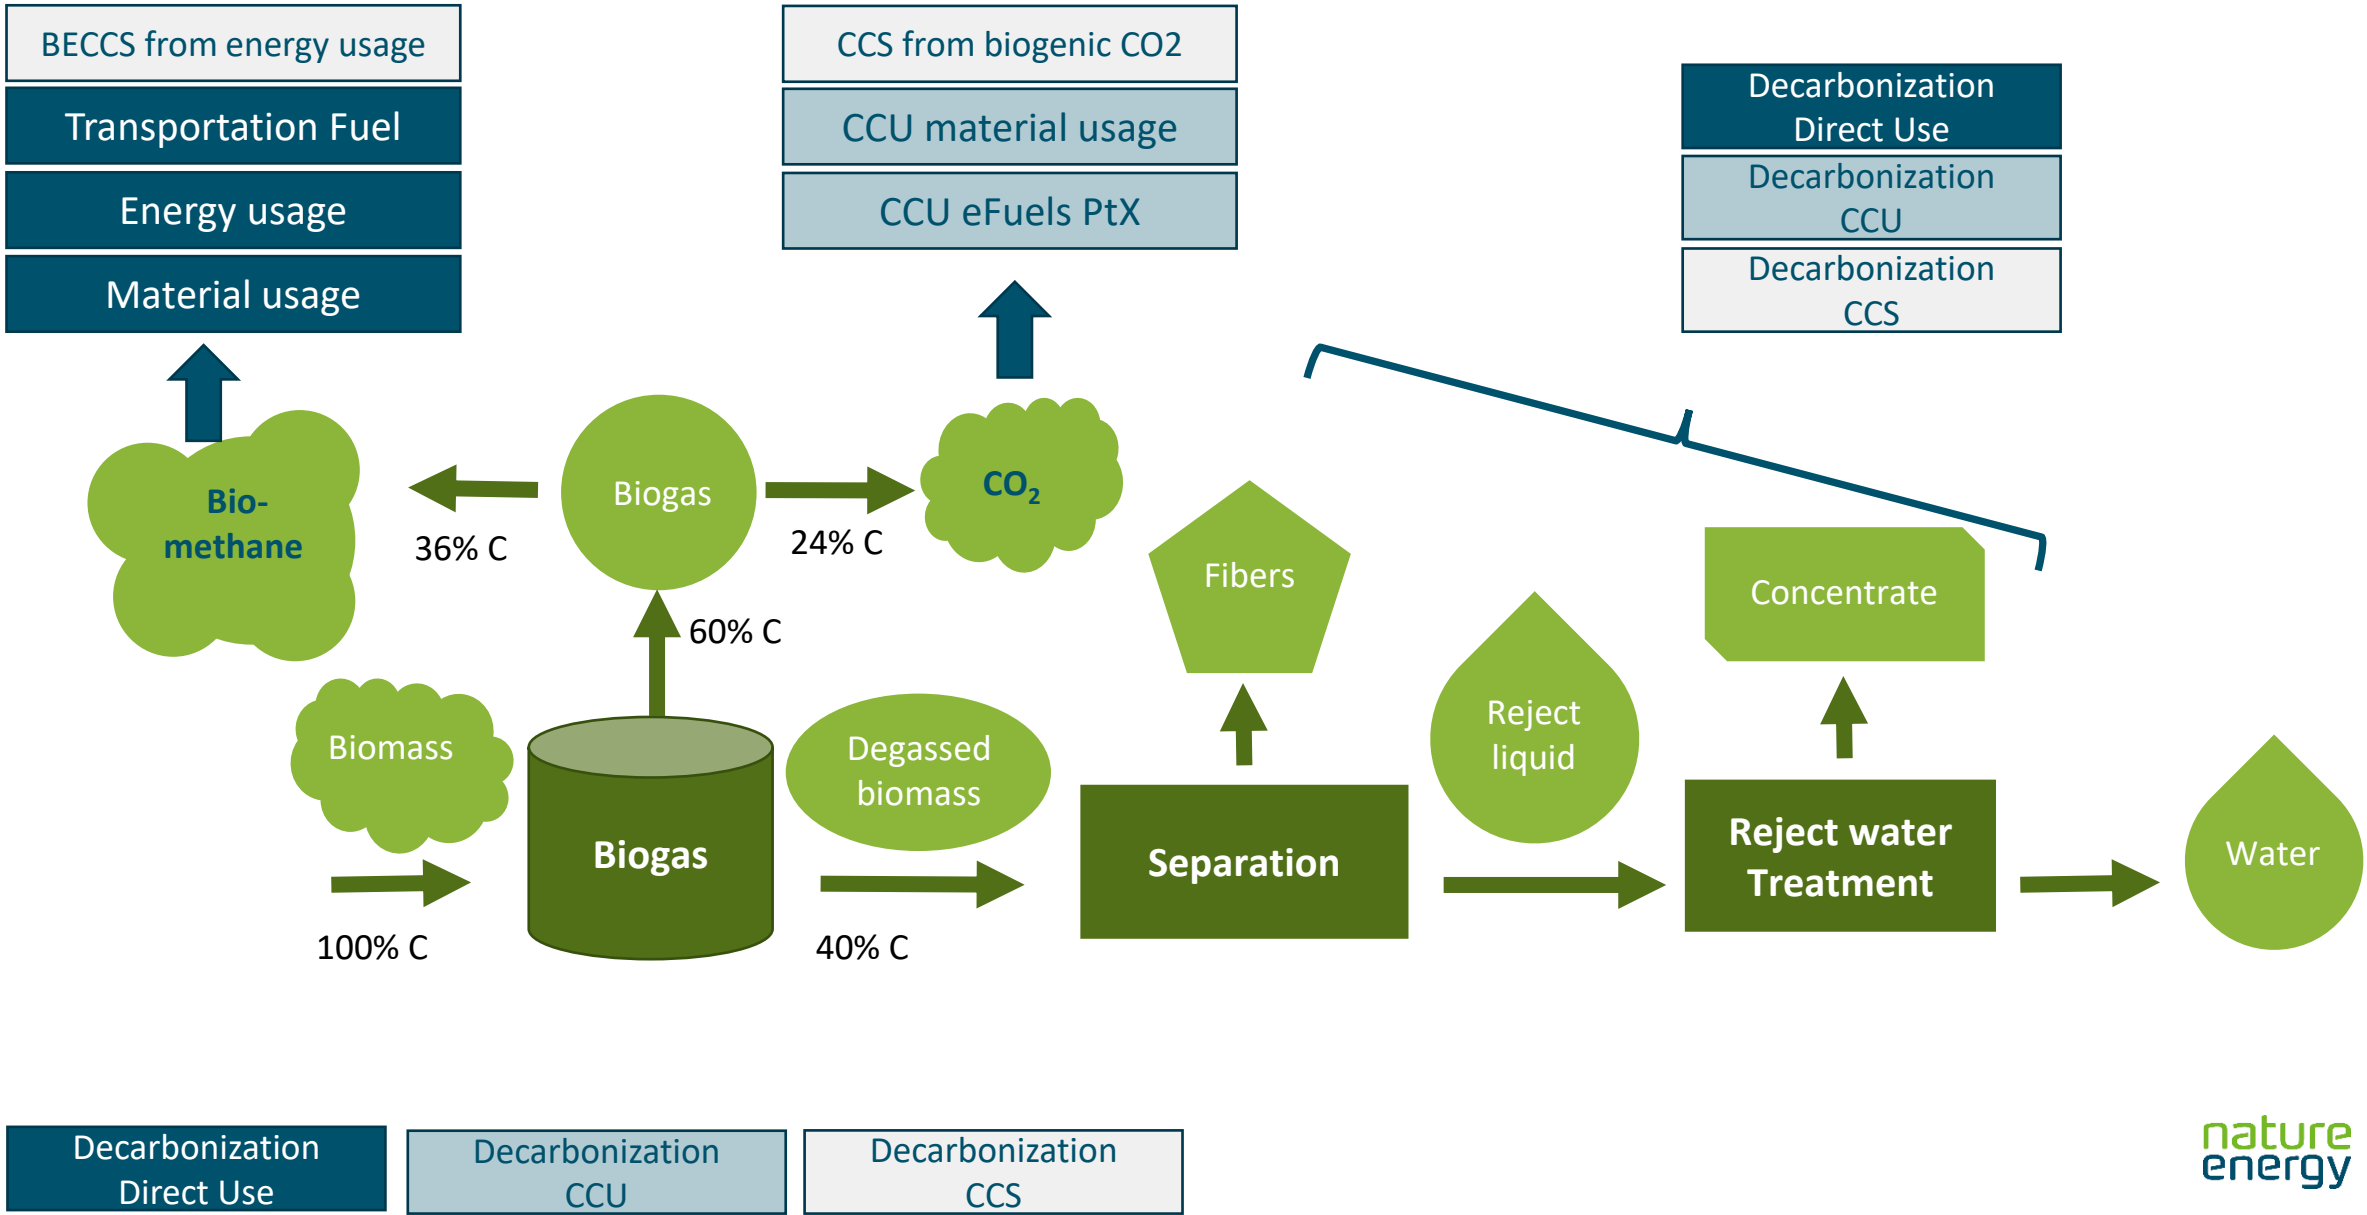 BECCS from energy usage
Transportation Fuel
Energy usage
Material usage
CCS from biogenic CO2
CCU material usage
CCU eFuels PtX
Decarbonization
Direct Use
Decarbonization
CCU
Decarbonization
CCS
Bio-
methane
36% C
Biogas
24% C
CO₂
60% C
Fibers
Concentrate
Biomass
Degassed
biomass
Reject
liquid
Water
100% C
Biogas
40% C
Separation
Reject water
Treatment
Decarbonization
Direct Use
Decarbonization
CCU
Decarbonization
CCS
nature
energy